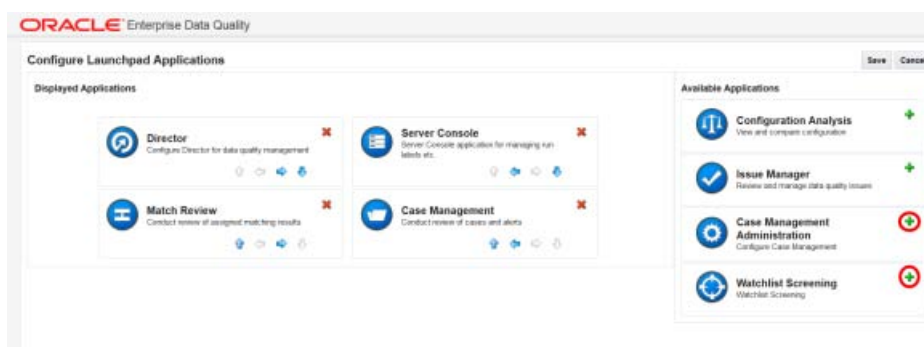 ORACLE Enterprise Data Quality
Configure Launchpad Applications
Save Cancel
Displayed Applications
Available Applications
Director
Configure Director for data quality management
Server Console
Server Console application for managing run
labels etc.
Match Review
Conduct review of assigned matching results
Case Management
Conduct review of cases and alerts
Configuration Analysis
View and compare configuration
Issue Manager
Review and manage data quality issues
Case Management
Administration
Configure Case Management
Watchlist Screening
Watchlist Screening